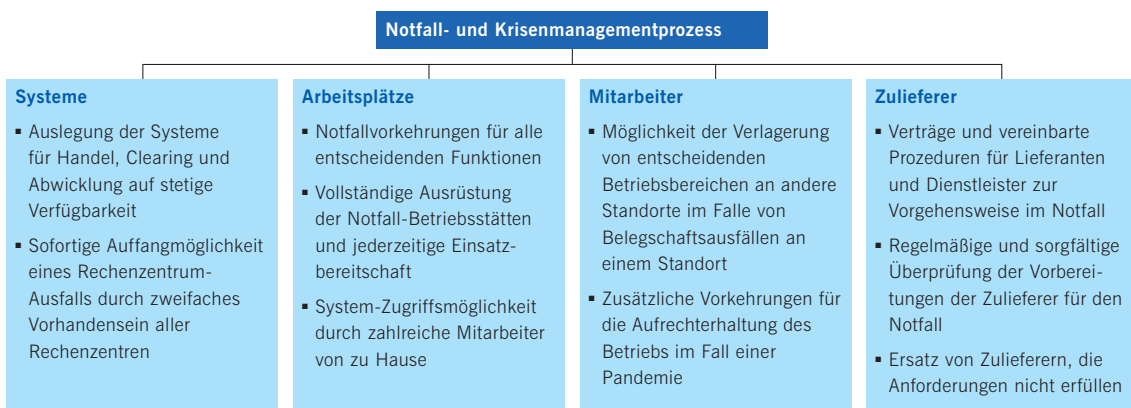 Notfall- und Krisenmanagementprozess
Systeme
▪ Auslegung der Systeme
für Handel, Clearing und
Abwicklung auf stetige
Verfügbarkeit
▪ Sofortige Auffangmöglichkeit
eines Rechenzentrum-
Ausfalls durch zweifaches
Vorhandensein aller
Rechenzentren
Arbeitsplätze
▪ Notfallvorkehrungen für alle
entscheidenden Funktionen
▪ Vollständige Ausrüstung
der Notfall-Betriebsstätten
und jederzeitige Einsatz-
bereitschaft
▪ System-Zugriffsmöglichkeit
durch zahlreiche Mitarbeiter
von zu Hause
Mitarbeiter
▪ Möglichkeit der Verlagerung
von entscheidenden
Betriebsbereichen an andere
Standorte im Falle von
Belegschaftsausfällen an
einem Standort
▪ Zusätzliche Vorkehrungen für
die Aufrechterhaltung des
Betriebs im Fall einer
Pandemie
Zulieferer
▪ Verträge und vereinbarte
Prozeduren für Lieferanten
und Dienstleister zur
Vorgehensweise im Notfall
▪ Regelmäßige und sorgfältige
Überprüfung der Vorberei-
tungen der Zulieferer für den
Notfall
▪ Ersatz von Zulieferern, die
Anforderungen nicht erfüllen